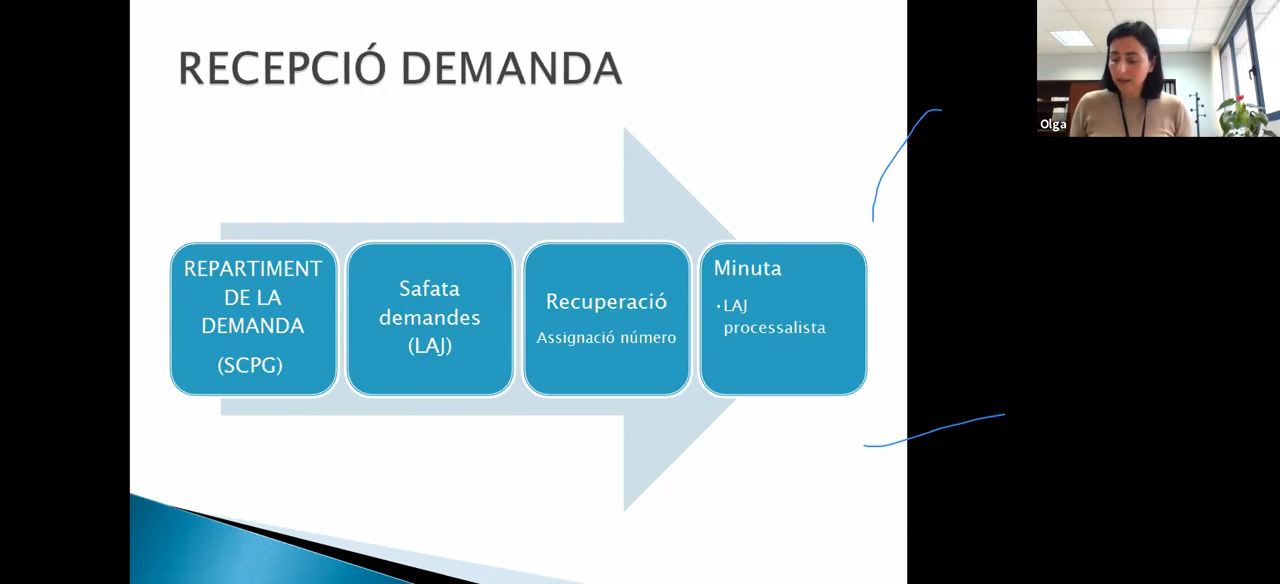 RECEPCIÓ DEMANDA
Olga
REPARTIMENT
DE LA
DEMANDA
(SCPG)
Safata
demandes
(LAJ)
Recuperació
Assignació número
Minuta
·LAJ
processalista